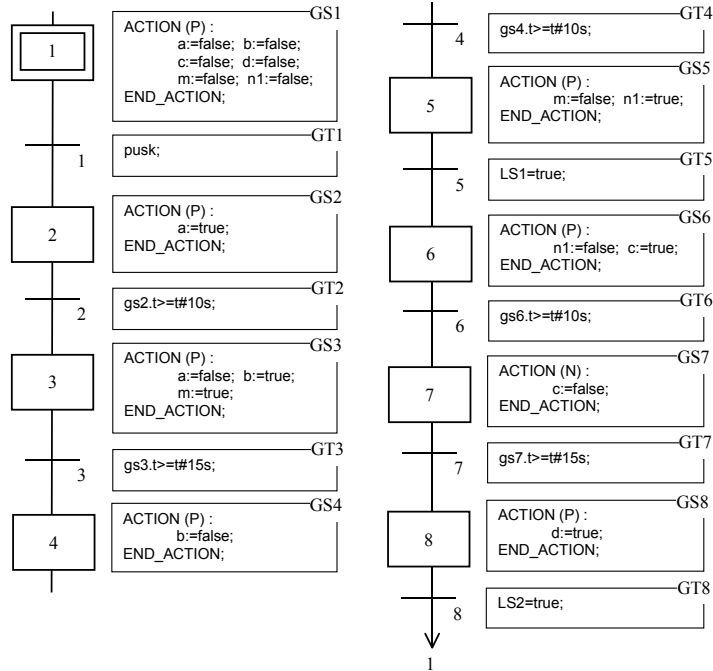 GS1
1
ACTION (P) :
a:=false; b:=false;
c:=false; d:=false;
m:=false; n1:=false;
END_ACTION;
GT1
1
pusk;
GS2
2
ACTION (P) :
a:=true;
END_ACTION;
GT2
2
gs2.t>=t#10s;
GS3
3
ACTION (P) :
a:=false; b:=true;
m:=true;
END_ACTION;
GT3
3
gs3.t>=t#15s;
GS4
4
ACTION (P) :
b:=false;
END_ACTION;
GT4
4
gs4.t>=t#10s;
GS5
5
ACTION (P) :
m:=false; n1:=true;
END_ACTION;
GT5
5
LS1=true;
GS6
6
ACTION (P) :
n1:=false; c:=true;
END_ACTION;
GT6
6
gs6.t>=t#10s;
GS7
7
ACTION (N) :
c:=false;
END_ACTION;
GT7
7
gs7.t>=t#15s;
GS8
8
ACTION (P) :
d:=true;
END_ACTION;
GT8
8
LS2=true;
1